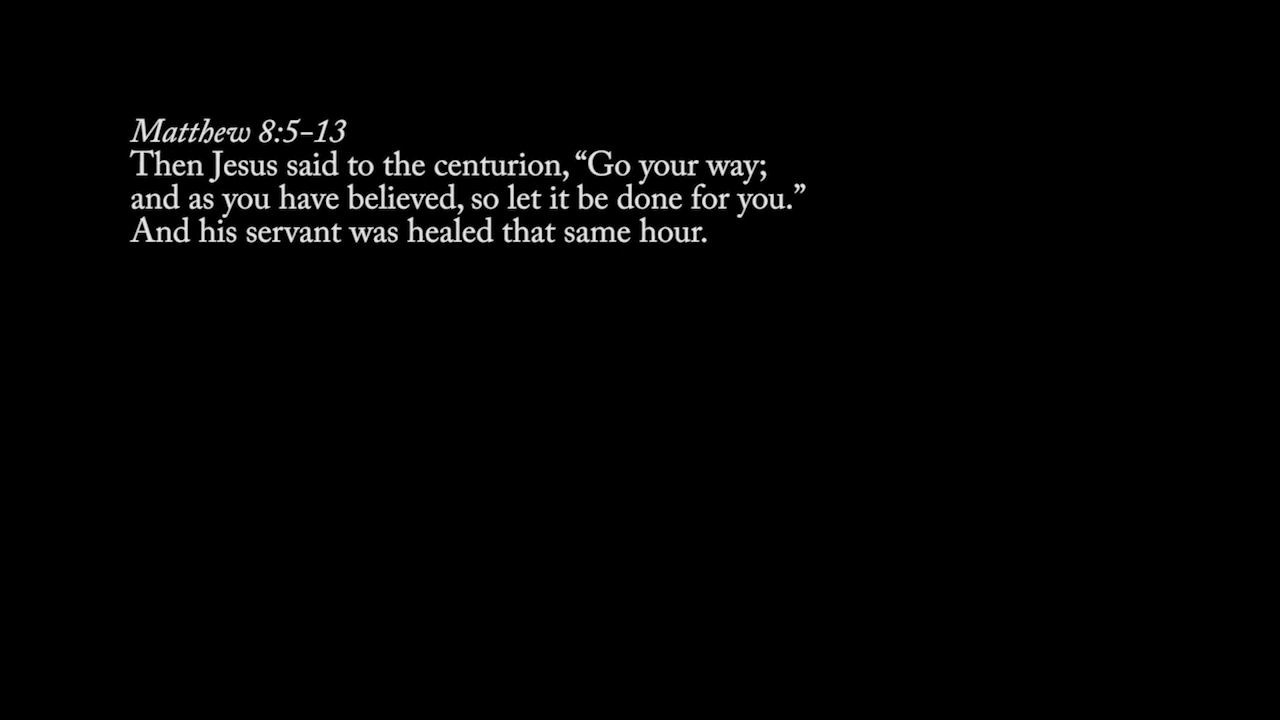 Matthew 8:5–13
Then Jesus said to the centurion, “Go your way;
and as you have believed, so let it be done for you.”
And his servant was healed that same hour.